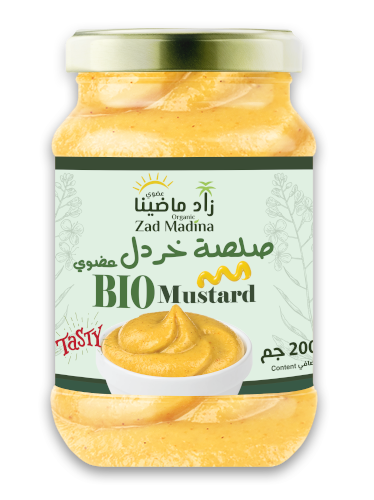 عضوي
زاد ماضينا
Organic
Zad Madina
صلصة خردل عضوي
BIO Mustard
TaSTY
200 جم
Content